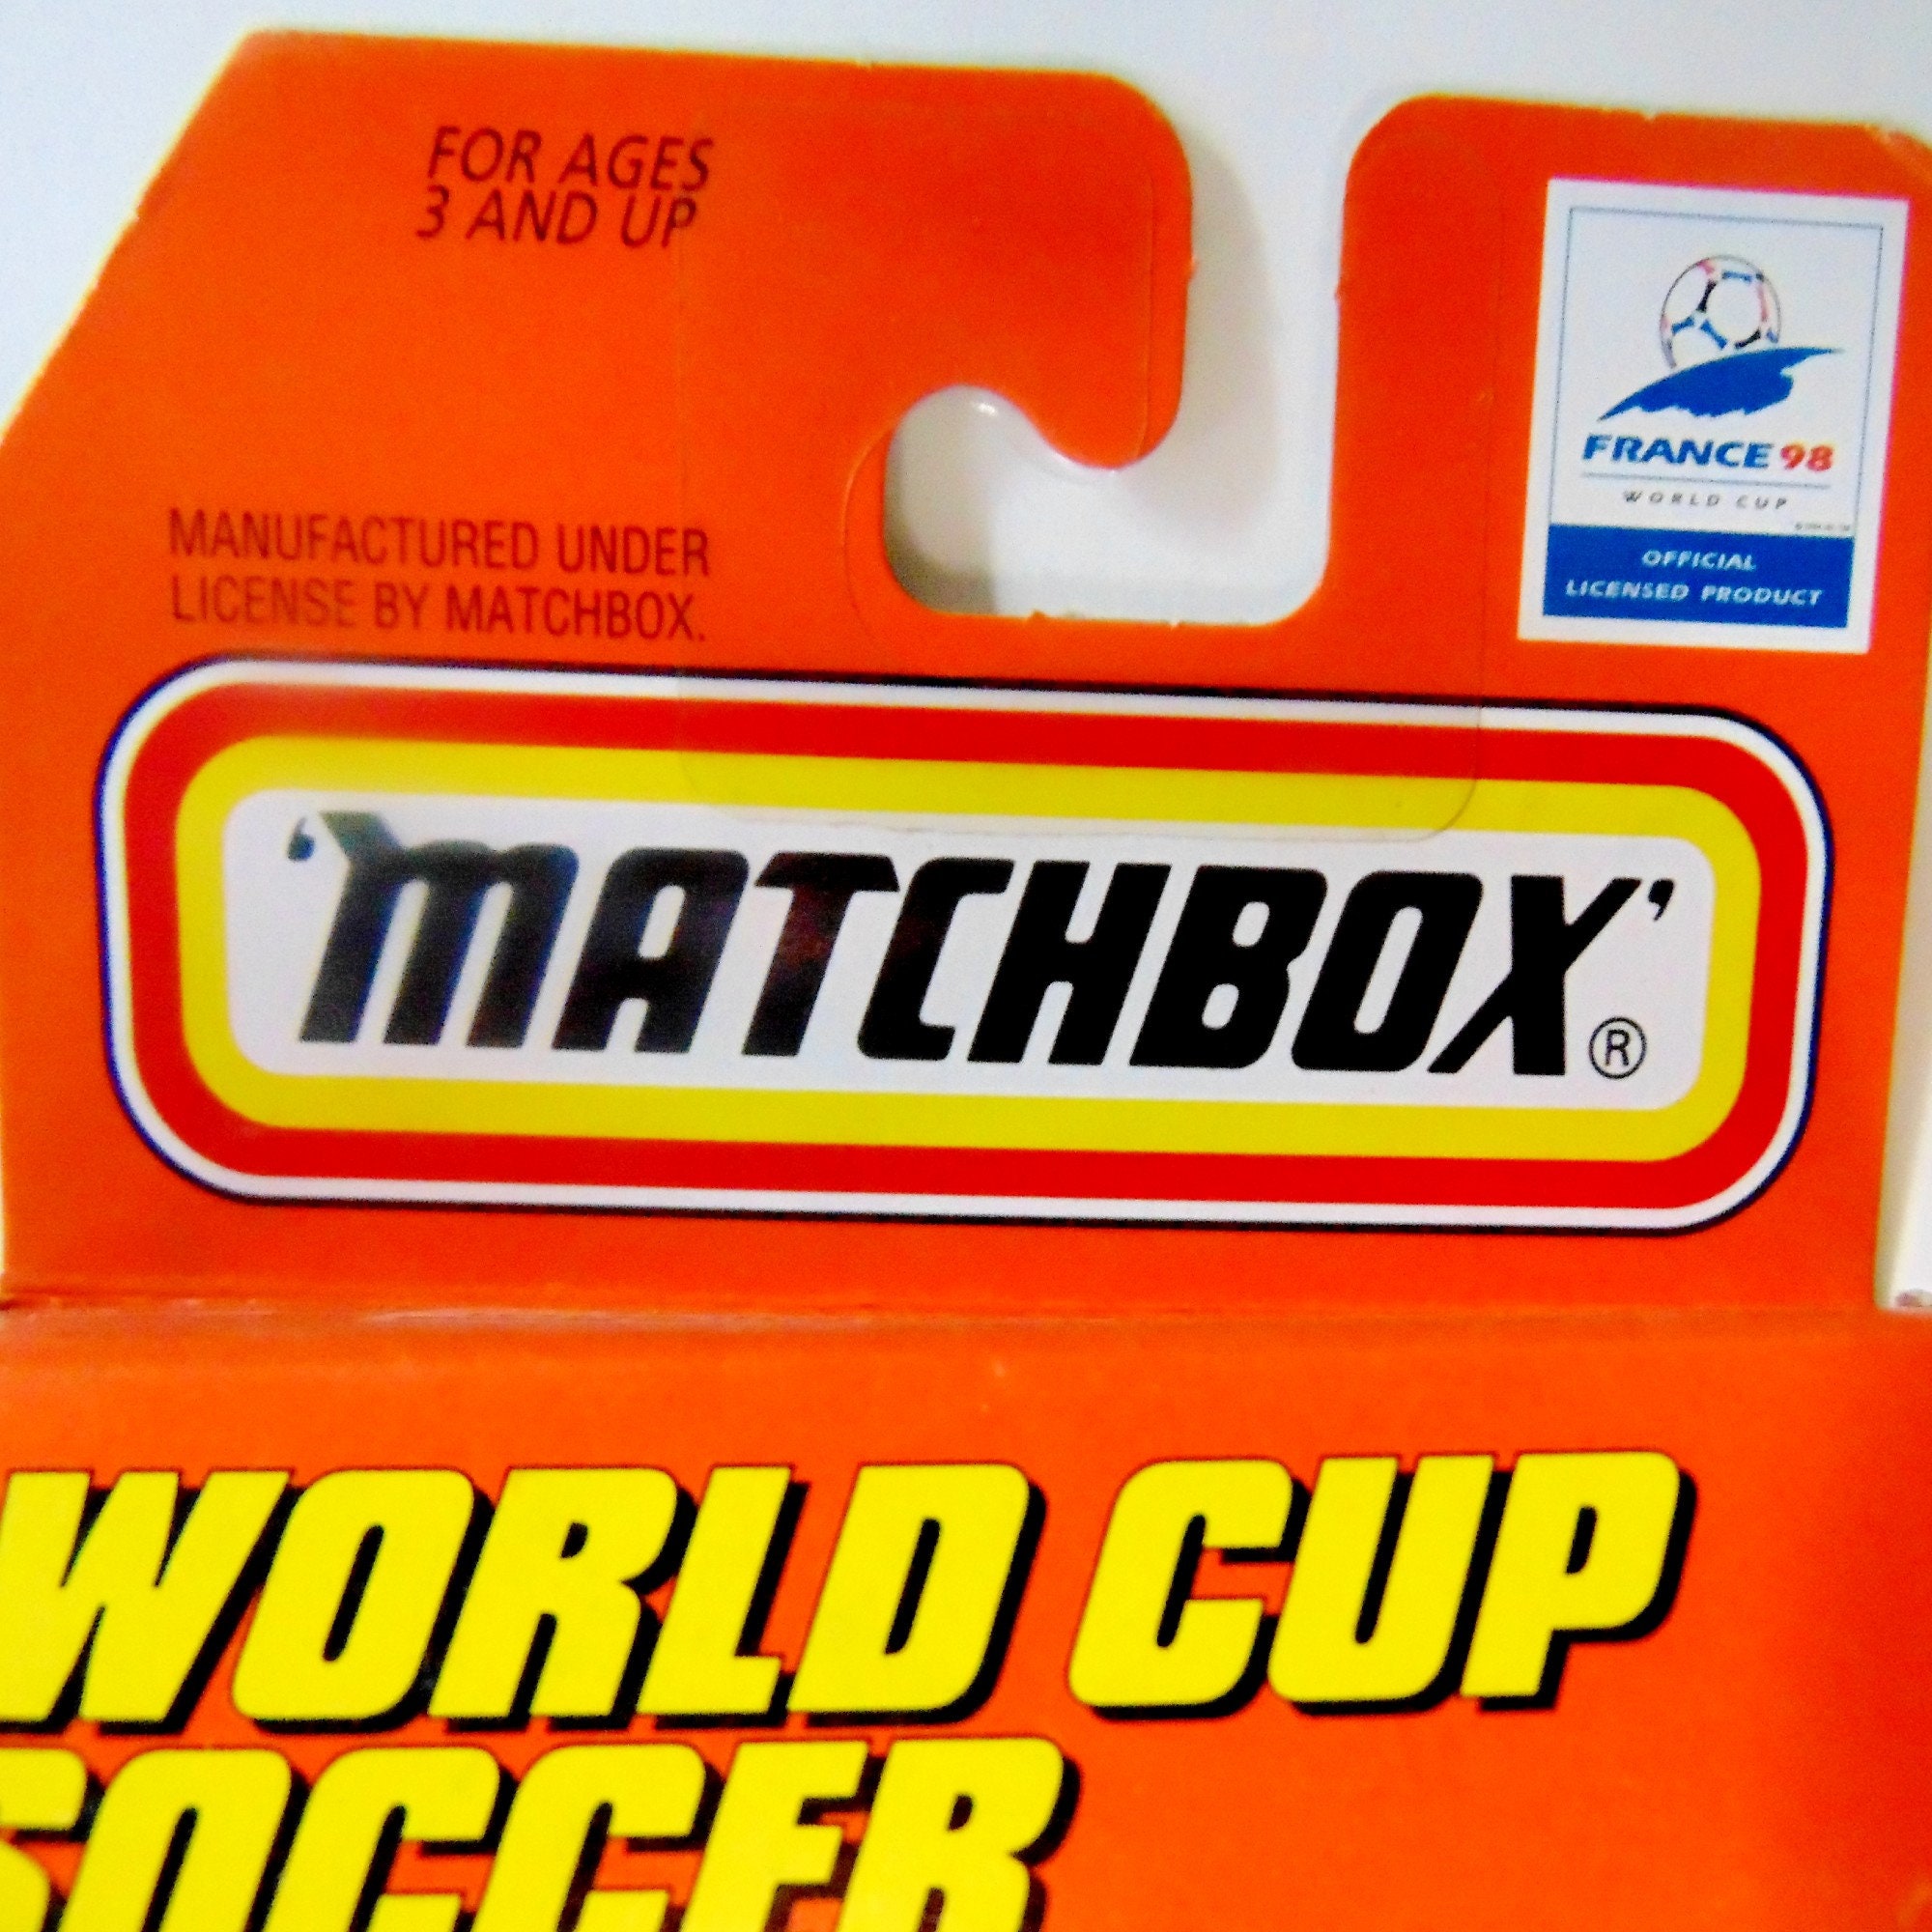 FOR AGES
3 AND UP
FRANCE 98
WORLD CUP
OFFICIAL
LICENSED PRODUCT
MANUFACTURED UNDER
LICENSE BY MATCHBOX.
'MATCHBOX'®
WORLD CUP
SOCCER